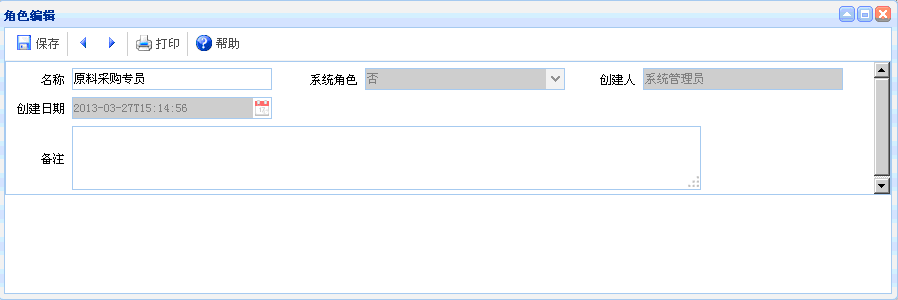 角色编辑
保存 打印 帮助
名称 原料采购专员 系统角色 否 创建人 系统管理员
创建日期 2013-03-27T15:14:56
备注